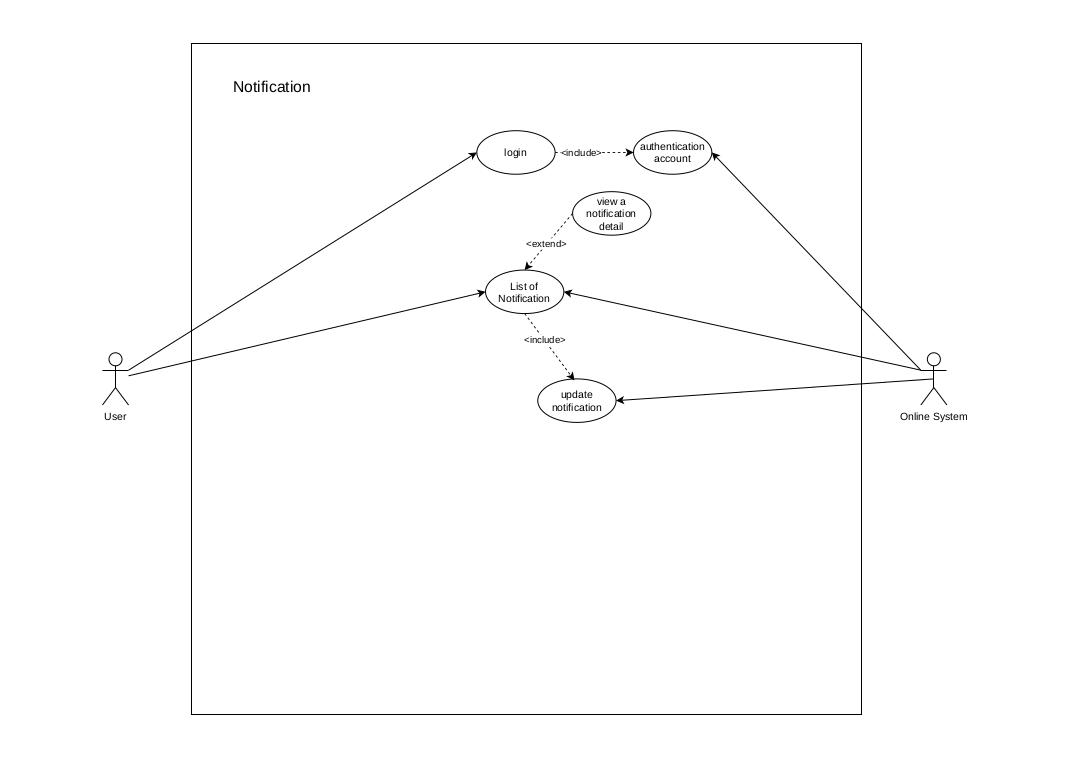 Notification
login
<include>
authentication
account
view a
notification
detail
<extend>
List of
Notification
<include>
update
notification
User
Online System